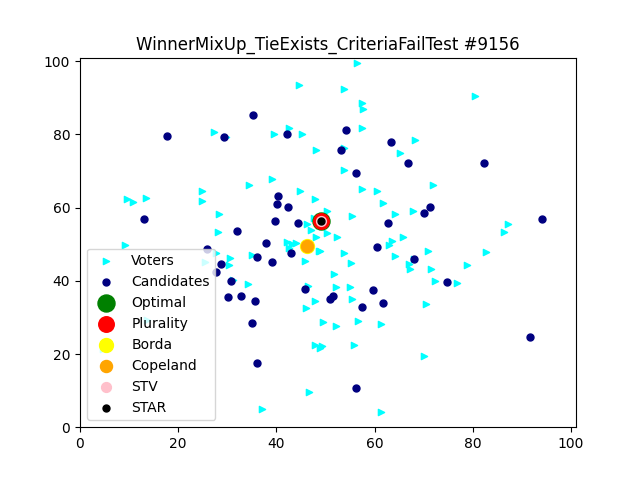 WinnerMixUp_TieExists_CriteriaFailTest #9156
100
80
60
40
20
0
0 20 40 60 80 100
Voters
Candidates
Optimal
Plurality
Borda
Copeland
STV
STAR